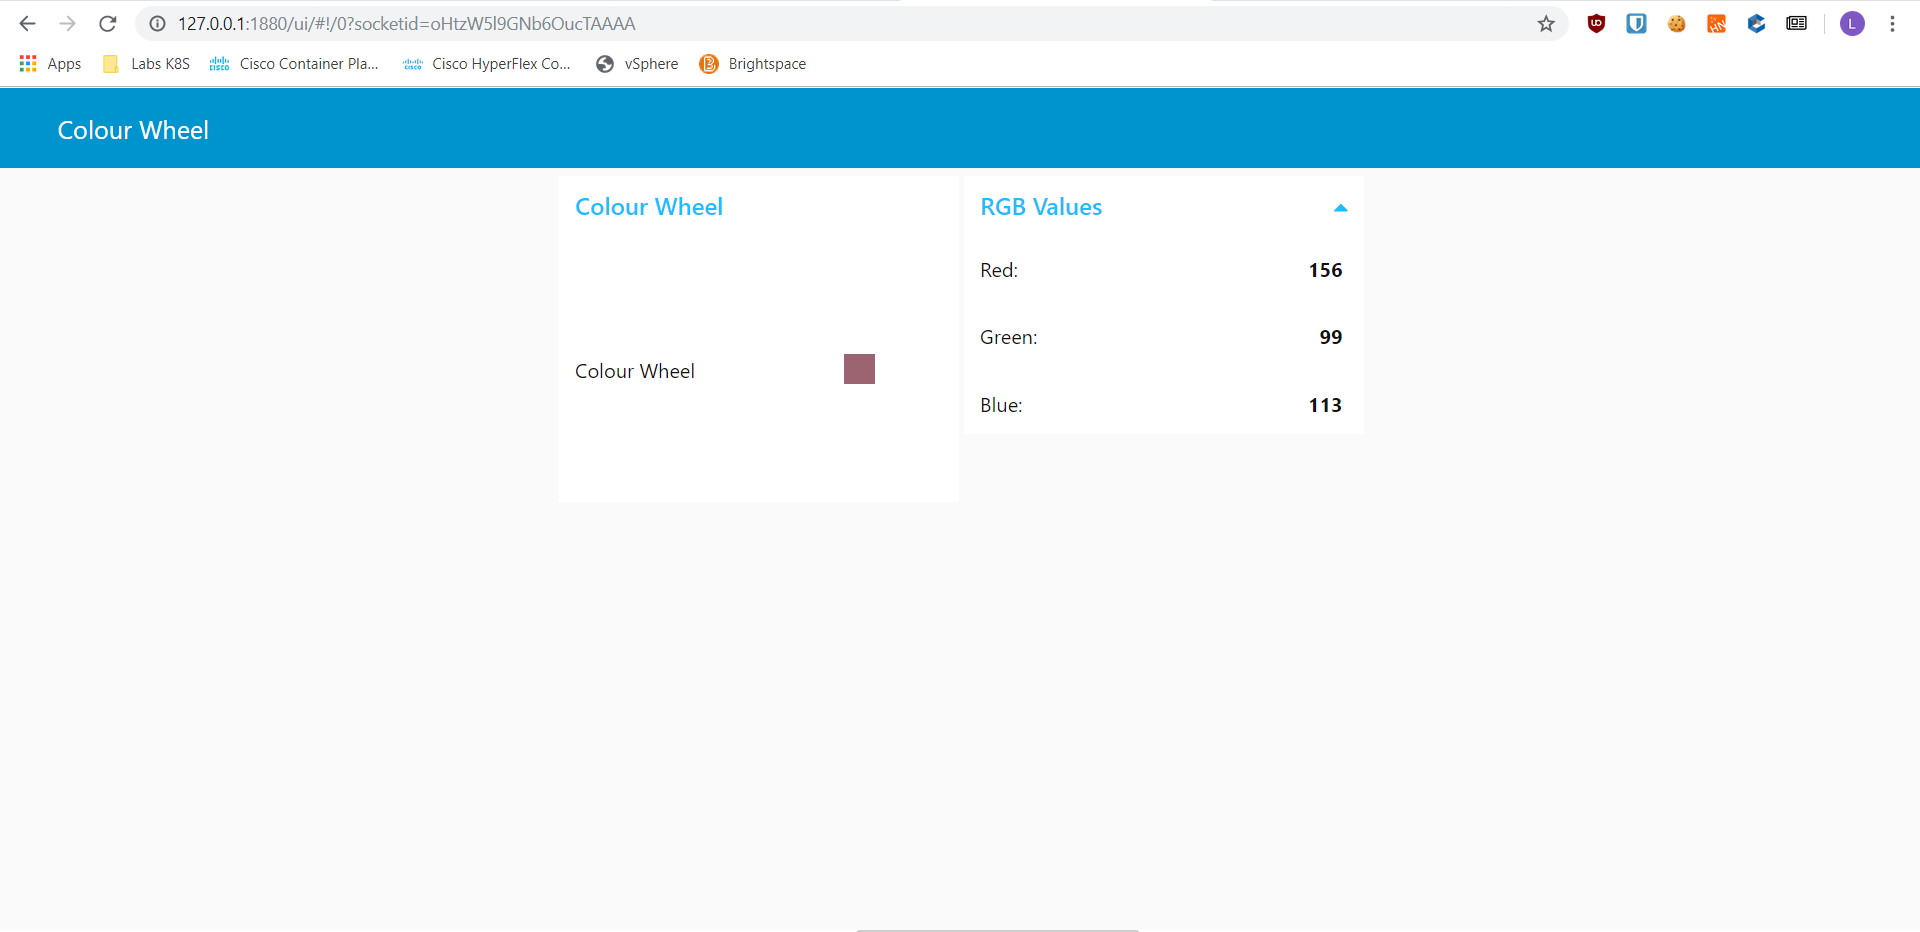 127.0.0.1:1880/ui/#!/0?socketid=oHtzW5l9GNb6OucTAAAA
L
Apps
Labs K8S
Cisco Container Pla...
Cisco HyperFlex Co...
vSphere
Brightspace
Colour Wheel
Colour Wheel
Colour Wheel
RGB Values
Red: 156
Green: 99
Blue: 113